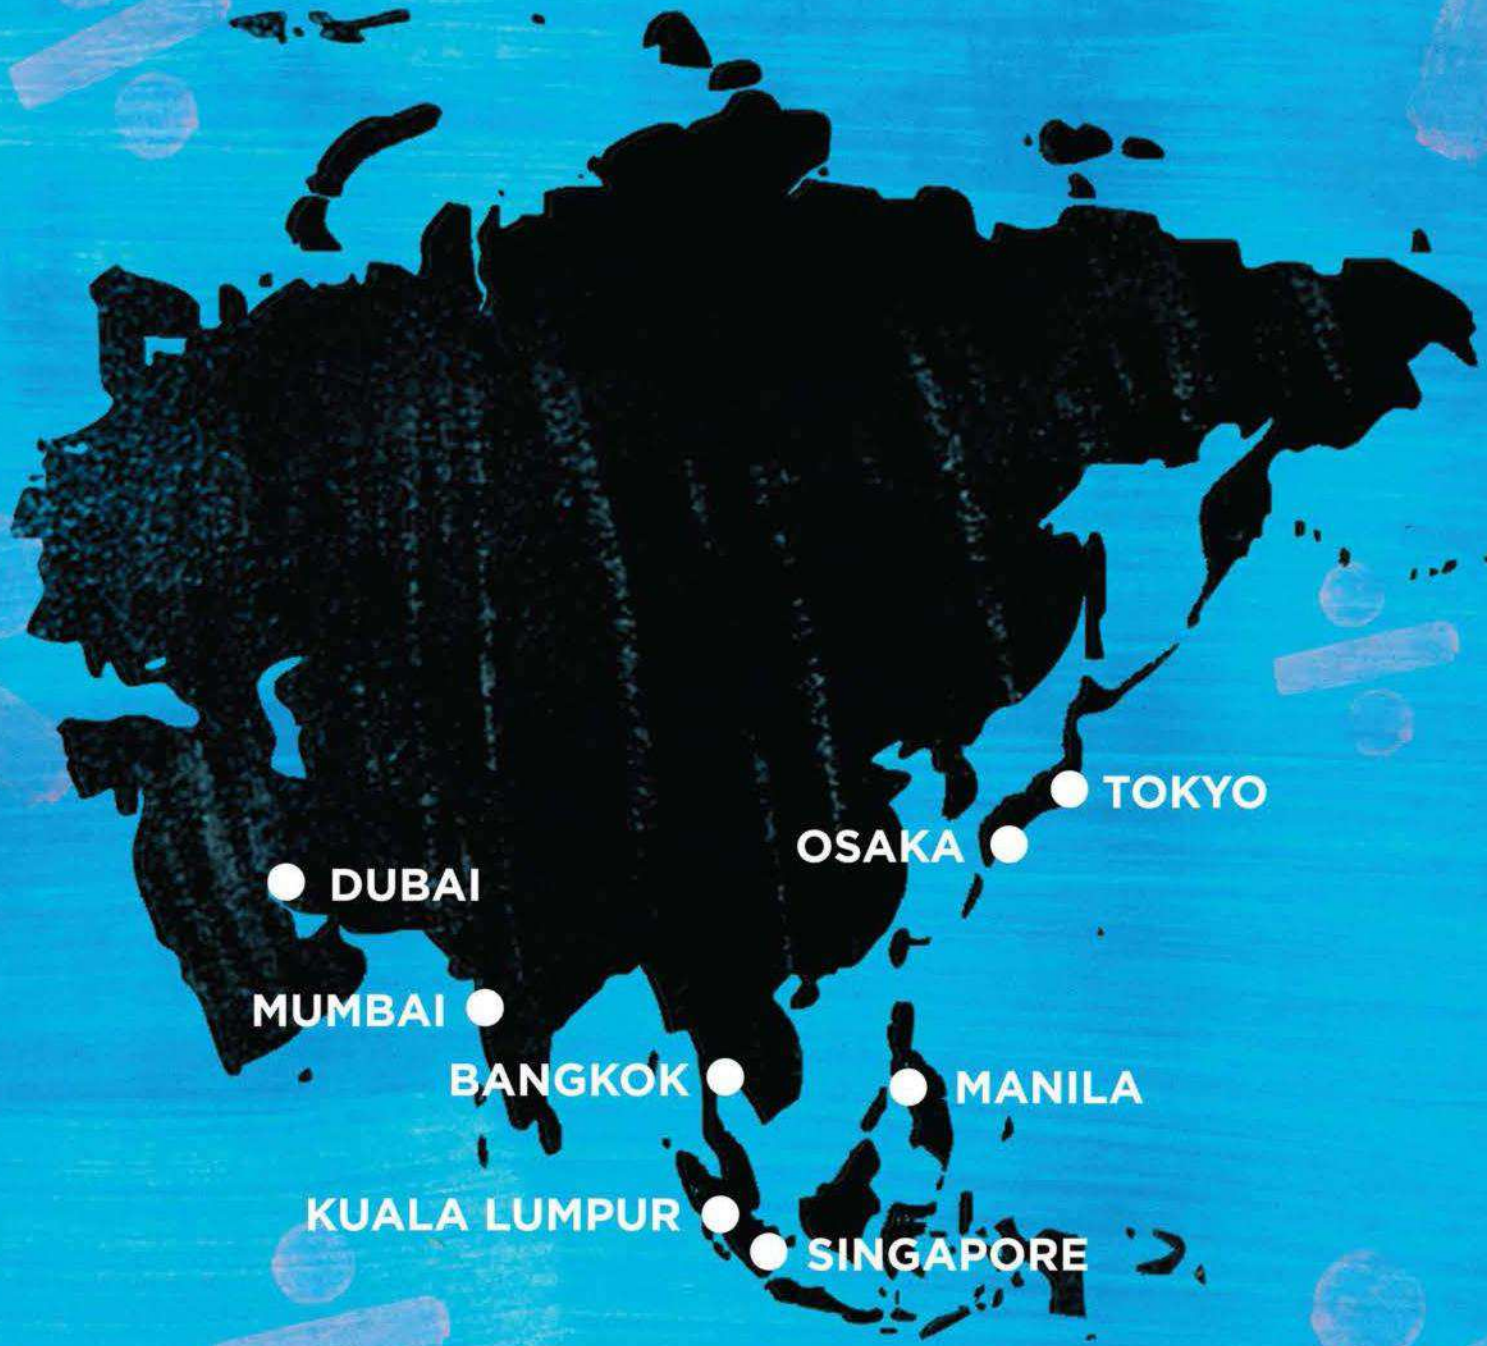 TOKYO
OSAKA
DUBAI
MUMBAI
BANGKOK
MANILA
KUALA LUMPUR
SINGAPORE